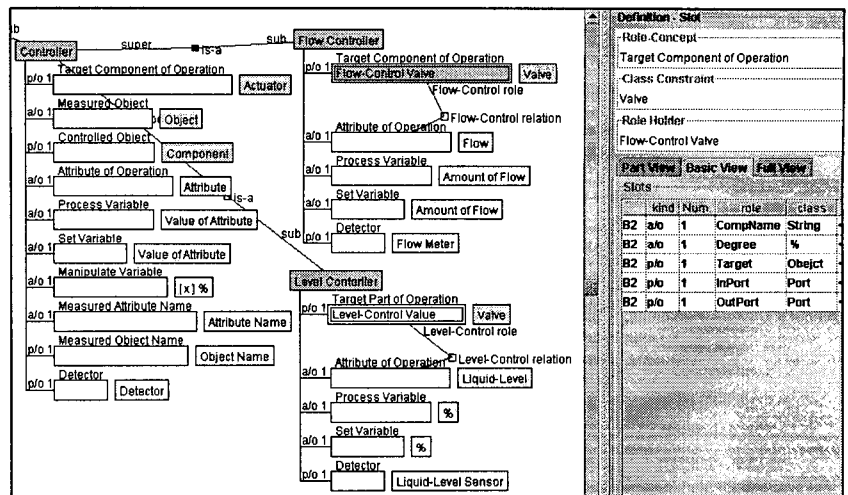 b
Controller
super
is-a
sub
Flow Controller
Target Component of Operation
p/o 1
Actuator
Measured Object
a/o 1
Object
Controlled Object
p/o 1
Component
Attribute of Operation
a/o 1
Attribute
is-a
Process Variable
a/o 1
Value of Attribute
sub
Set Variable
a/o 1
Value of Attribute
Manipulate Variable
a/o 1
[x] %
Measured Attribute Name
a/o 1
Attribute Name
Measured Object Name
p/o 1
Object Name
Detector
p/o 1
Detector
Target Component of Operation
p/o 1
Flow-Control Valve
Valve
Flow-Control role
Flow-Control relation
Attribute of Operation
a/o 1
Flow
Process Variable
a/o 1
Amount of Flow
Set Variable
a/o 1
Amount of Flow
Detector
p/o 1
Flow Meter
Level Contorller
Target Part of Operation
p/o 1
Level-Control Value
Valve
Level-Control role
Level-Control relation
Attribute of Operation
a/o 1
Liquid-Level
Process Variable
a/o 1
%
Set Variable
a/o 1
%
Detector
p/o 1
Liquid-Level Sensor
Definition - Slot
Role-Concept
Target Component of Operation
Class Constraint
Valve
Role Holder
Flow-Control Valve
Part View Basic View Full View
Slots
kind Num. role class
B2 a/o 1 CompName String
B2 a/o 1 Degree %
B2 p/o 1 Target Obejct
B2 p/o 1 InPort Port
B2 p/o 1 OutPort Port